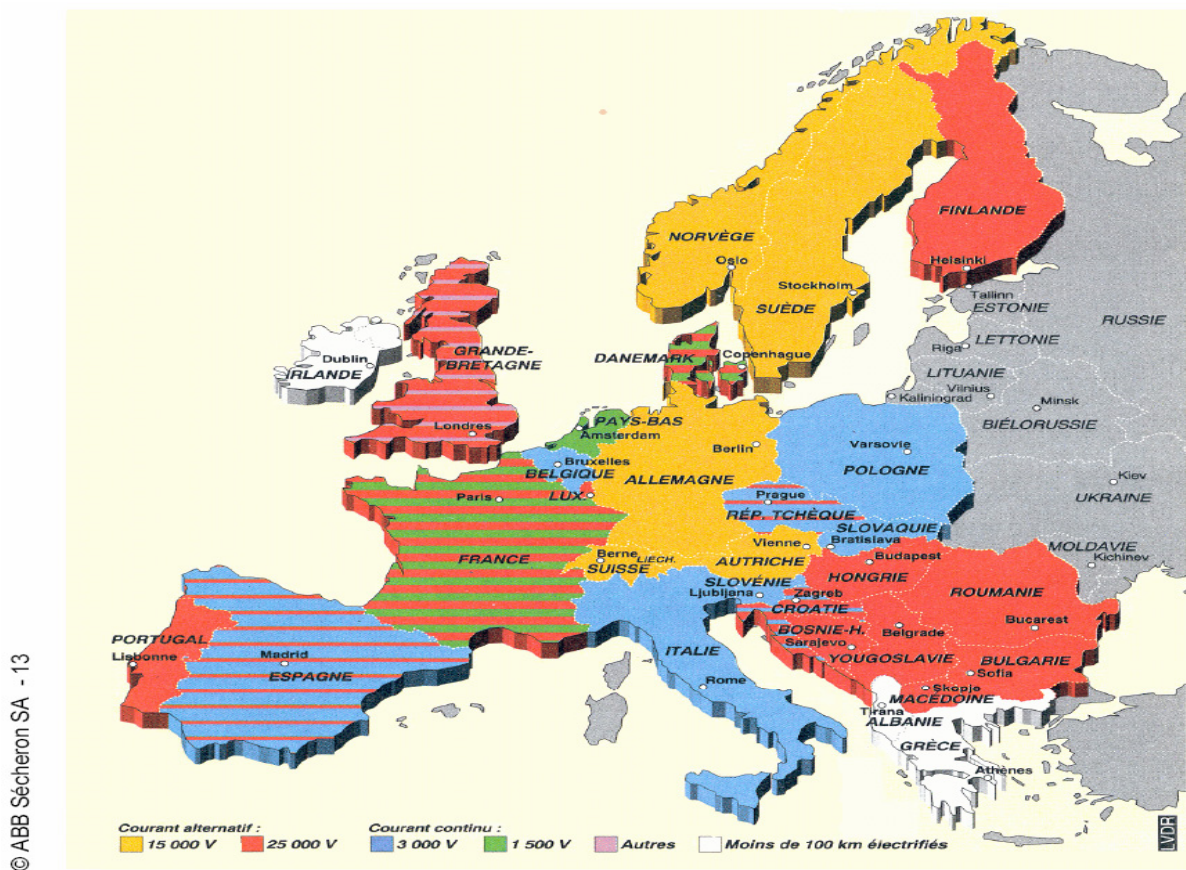 NORVÈGE
Oslo
SUÈDE
Stockholm
FINLANDE
Helsinki
Tallinn
ESTONIE
RUSSIE
LETTONIE
Riga
LITUANIE
Vilnius
Kaliningrad
Minsk
BIÉLORUSSIE
Kiev
UKRAINE
MOLDAVIE
Kichinev
DANEMARK
Copenhague
GRANDE-
BRETAGNE
Londres
Dublin
IRLANDE
PAYS-BAS
Amsterdam
Bruxelles
BELGIQUE
LUX.
Berlin
ALLEMAGNE
Varsovie
POLOGNE
Prague
RÉP. TCHÈQUE
SLOVAQUIE
Bratislava
Vienne
AUTRICHE
Paris
FRANCE
Berne
LIECH.
SUISSE
Budapest
HONGRIE
SLOVÉNIE
Ljubljana
Zagreb
CROATIE
ROUMANIE
Bucarest
BOSNIE-H.
Sarajevo
Belgrade
YOUGOSLAVIE
BULGARIE
Sofia
Skopje
MACÉDOINE
Tirana
ALBANIE
GRÈCE
Athènes
ITALIE
Rome
PORTUGAL
Lisbonne
Madrid
ESPAGNE
Courant alternatif :
15 000 V
25 000 V
Courant continu :
3 000 V
1 500 V
Autres
Moins de 100 km électrifiés
LVDR
© ABB Sécheron SA - 13